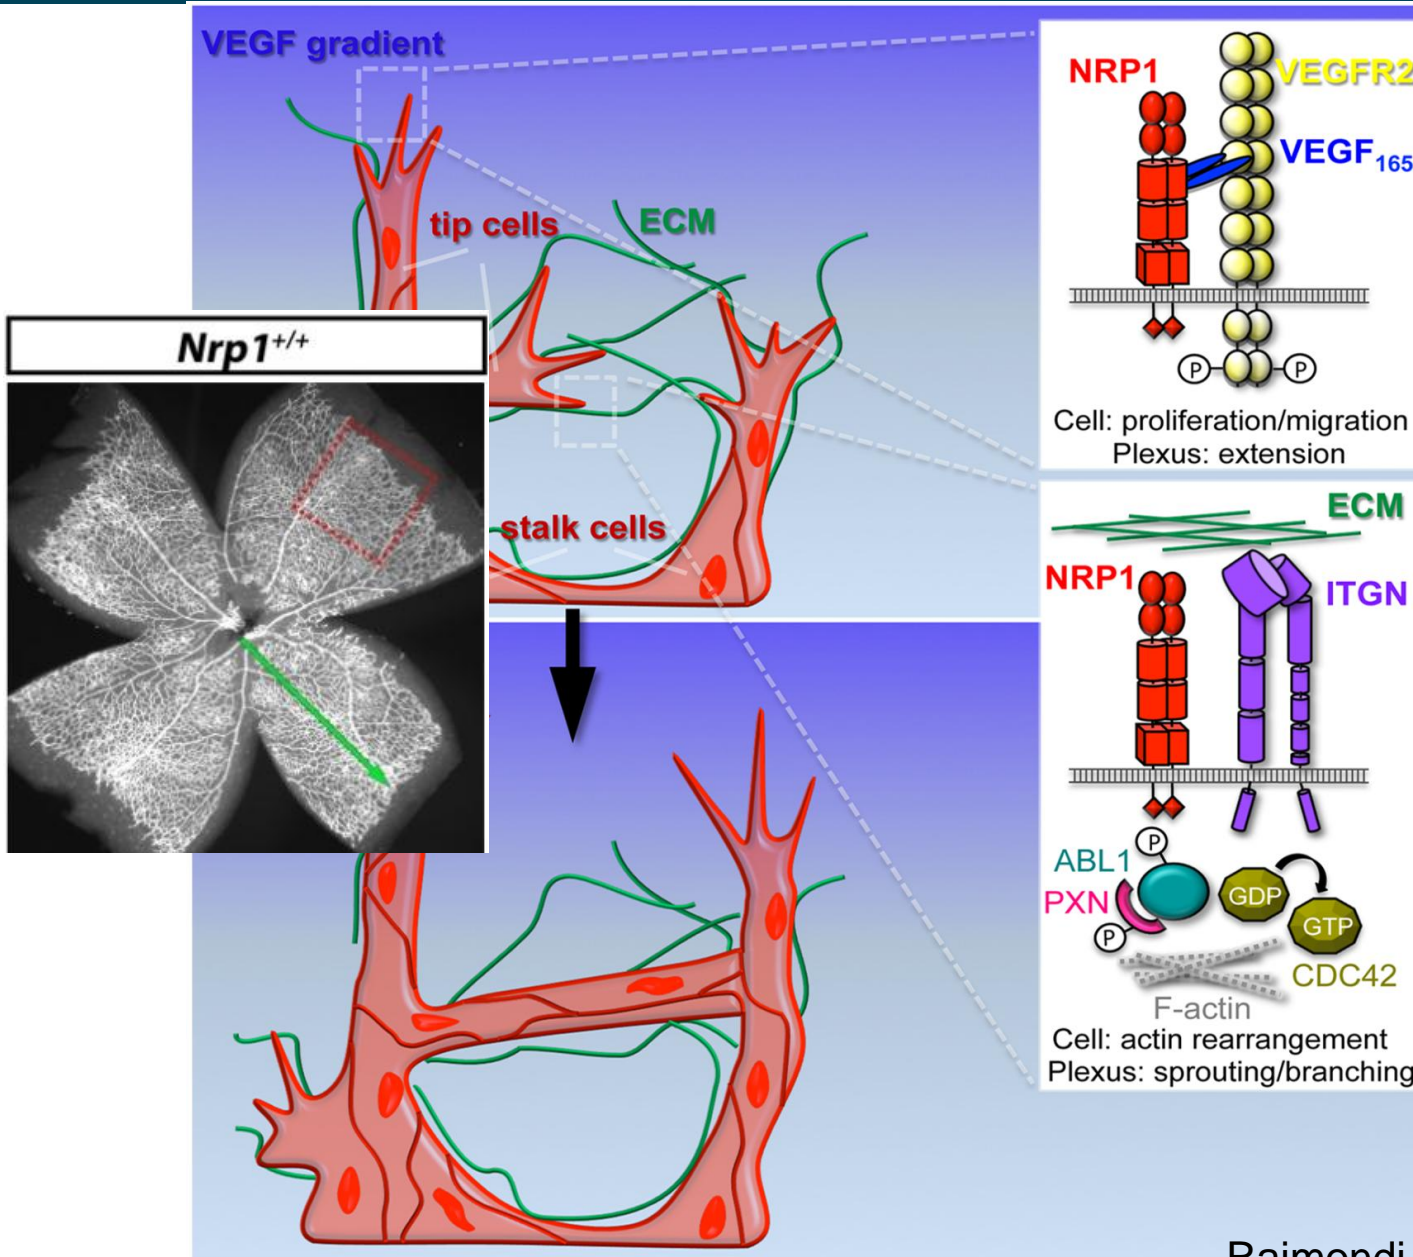 VEGF gradient
tip cells
ECM
stalk cells
Nrp1+/+
NRP1
VEGFR2
VEGF165
P
P
Cell: proliferation/migration
Plexus: extension
ECM
NRP1
ITGN
P
ABL1
PXN
P
GDP
GTP
CDC42
F-actin
Cell: actin rearrangement
Plexus: sprouting/branching
Raimondi